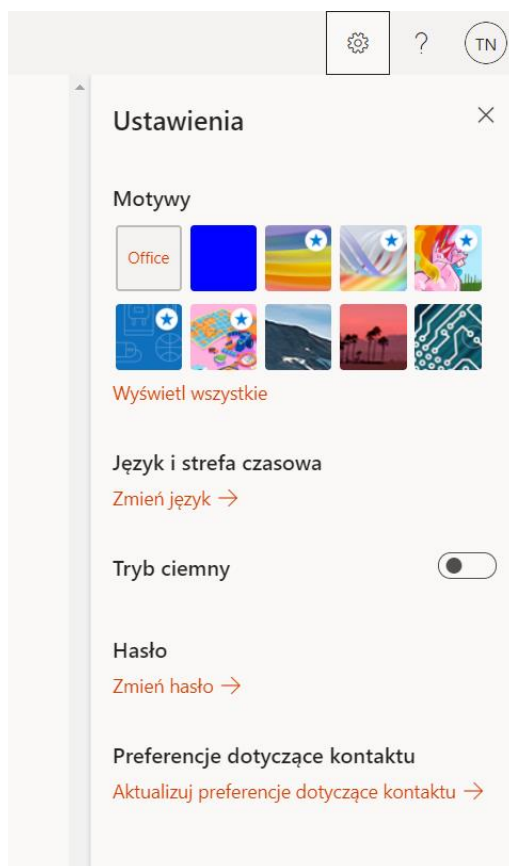 ?
TN
Ustawienia
Motywy
Office
Wyświetl wszystkie
Język i strefa czasowa
Zmień język →
Tryb ciemny
Hasło
Zmień hasło →
Preferencje dotyczące kontaktu
Aktualizuj preferencje dotyczące kontaktu →